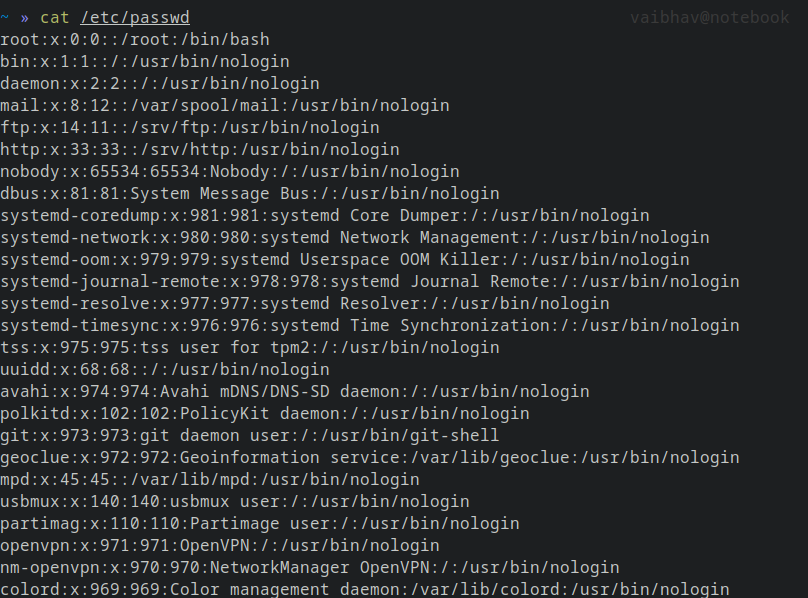 ~ » cat /etc/passwd vaibhav@notebook
root:x:0:0::/root:/bin/bash
bin:x:1:1::/:/usr/bin/nologin
daemon:x:2:2::/:/usr/bin/nologin
mail:x:8:12::/var/spool/mail:/usr/bin/nologin
ftp:x:14:11::/srv/ftp:/usr/bin/nologin
http:x:33:33::/srv/http:/usr/bin/nologin
nobody:x:65534:65534:Nobody:/:/usr/bin/nologin
dbus:x:81:81:System Message Bus:/:/usr/bin/nologin
systemd-coredump:x:981:981:systemd Core Dumper:/:/usr/bin/nologin
systemd-network:x:980:980:systemd Network Management:/:/usr/bin/nologin
systemd-oom:x:979:979:systemd Userspace OOM Killer:/:/usr/bin/nologin
systemd-journal-remote:x:978:978:systemd Journal Remote:/:/usr/bin/nologin
systemd-resolve:x:977:977:systemd Resolver:/:/usr/bin/nologin
systemd-timesync:x:976:976:systemd Time Synchronization:/:/usr/bin/nologin
tss:x:975:975:tss user for tpm2:/:/usr/bin/nologin
uuidd:x:68:68::/:/usr/bin/nologin
avahi:x:974:974:Avahi mDNS/DNS-SD daemon:/:/usr/bin/nologin
polkitd:x:102:102:PolicyKit daemon:/:/usr/bin/nologin
git:x:973:973:git daemon user:/:/usr/bin/git-shell
geoclue:x:972:972:Geoinformation service:/var/lib/geoclue:/usr/bin/nologin
mpd:x:45:45::/var/lib/mpd:/usr/bin/nologin
usbmux:x:140:140:usbmux user:/:/usr/bin/nologin
partimag:x:110:110:Partimage user:/:/usr/bin/nologin
openvpn:x:971:971:OpenVPN:/:/usr/bin/nologin
nm-openvpn:x:970:970:NetworkManager OpenVPN:/:/usr/bin/nologin
colord:x:969:969:Color management daemon:/var/lib/colord:/usr/bin/nologin